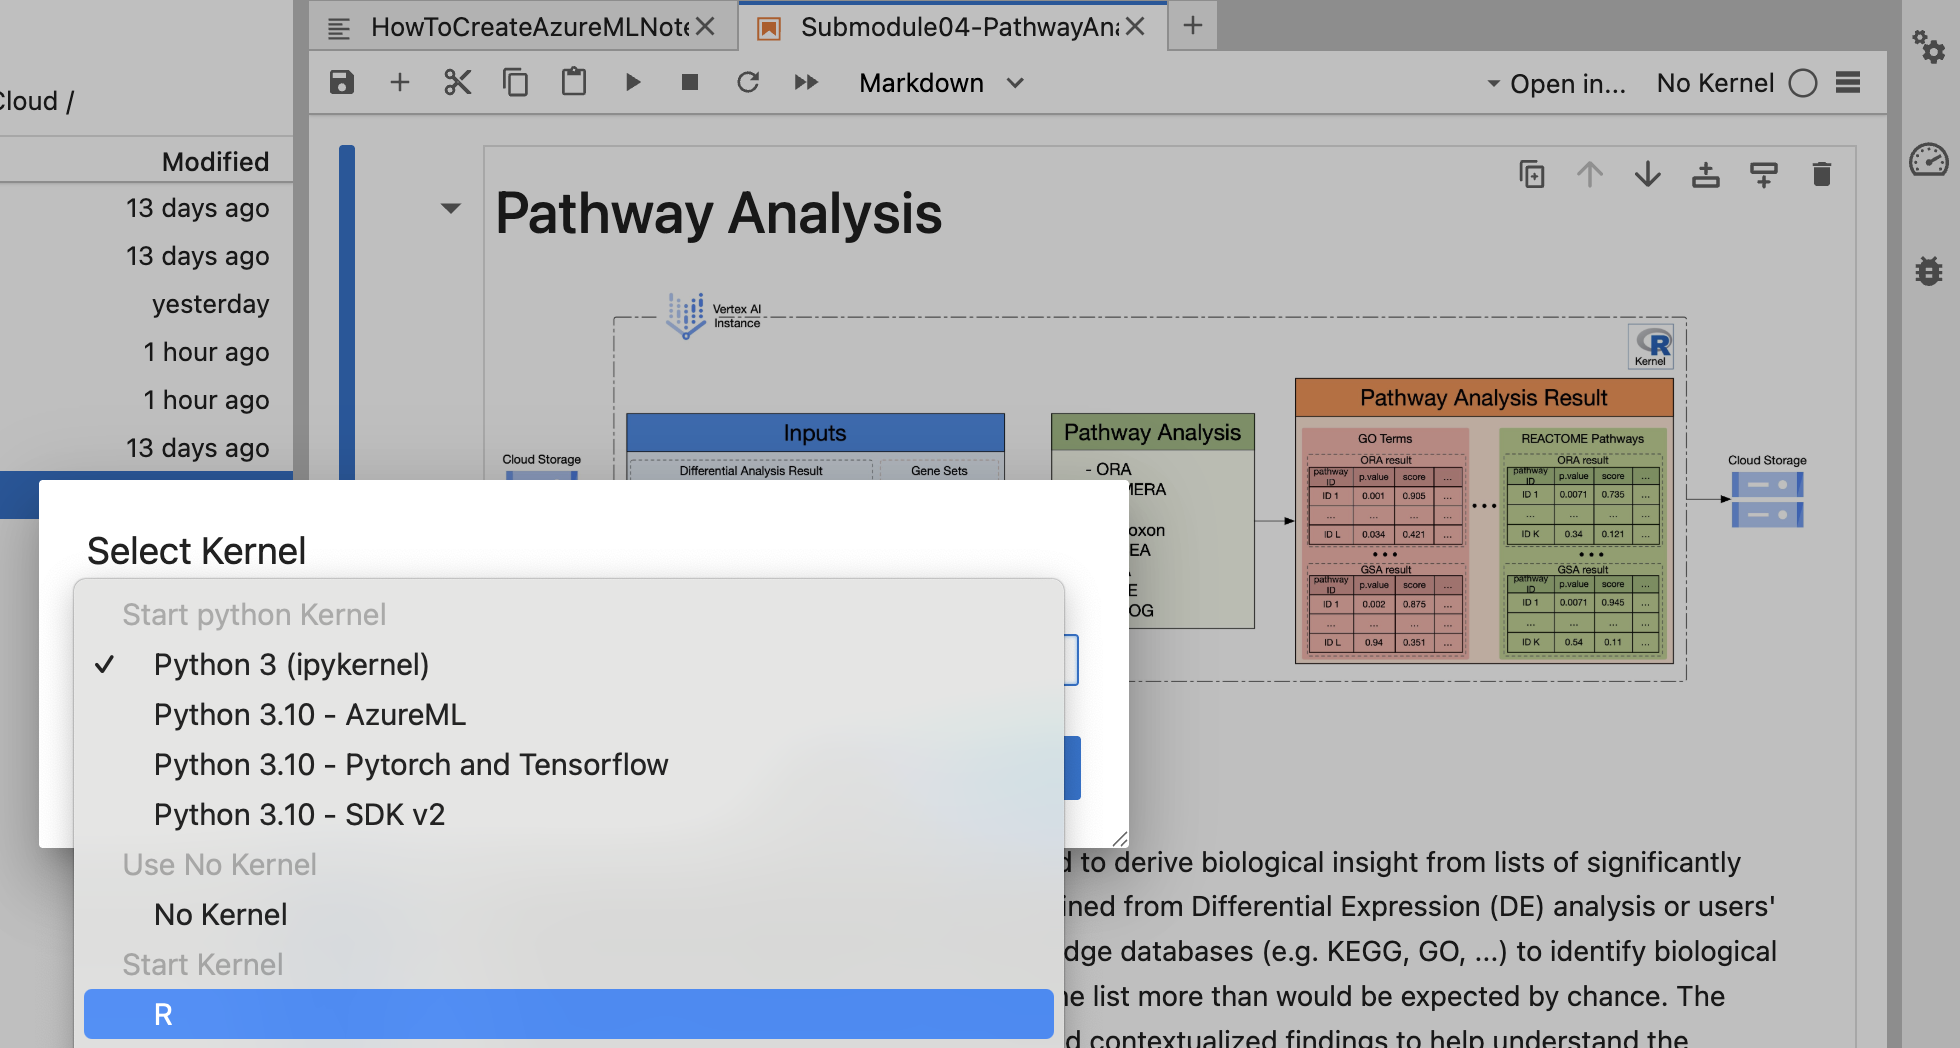 HowToCreateAzureMLNote
Submodule04-PathwayAna
Cloud /
Markdown
Open in...
No Kernel
Modified
13 days ago
13 days ago
yesterday
1 hour ago
1 hour ago
13 days ago
Pathway Analysis
Vertex AI
Instance
R
Kernel
Cloud Storage
Inputs
Differential Analysis Result
Gene Sets
Pathway Analysis
- ORA
MERA
oxon
EA
E
OG
Pathway Analysis Result
GO Terms
ORA result
pathway ID p.value score ...
ID 1 0.001 0.905 ...
... ... ... ...
ID L 0.034 0.421 ...
...
GSA result
pathway ID p.value score ...
ID 1 0.002 0.875 ...
... ... ... ...
ID L 0.94 0.351 ...
...
REACTOME Pathways
ORA result
pathway ID p.value score ...
ID 1 0.0071 0.735 ...
... ... ... ...
ID K 0.34 0.121 ...
...
GSA result
pathway ID p.value score ...
ID 1 0.0071 0.945 ...
... ... ... ...
ID K 0.54 0.11 ...
Cloud Storage
Select Kernel
Start python Kernel
Python 3 (ipykernel)
Python 3.10 - AzureML
Python 3.10 - Pytorch and Tensorflow
Python 3.10 - SDK v2
Use No Kernel
No Kernel
Start Kernel
R
d to derive biological insight from lists of significantly
ined from Differential Expression (DE) analysis or users'
dge databases (e.g. KEGG, GO, ...) to identify biological
e list more than would be expected by chance. The
d contextualized findings to help understand the